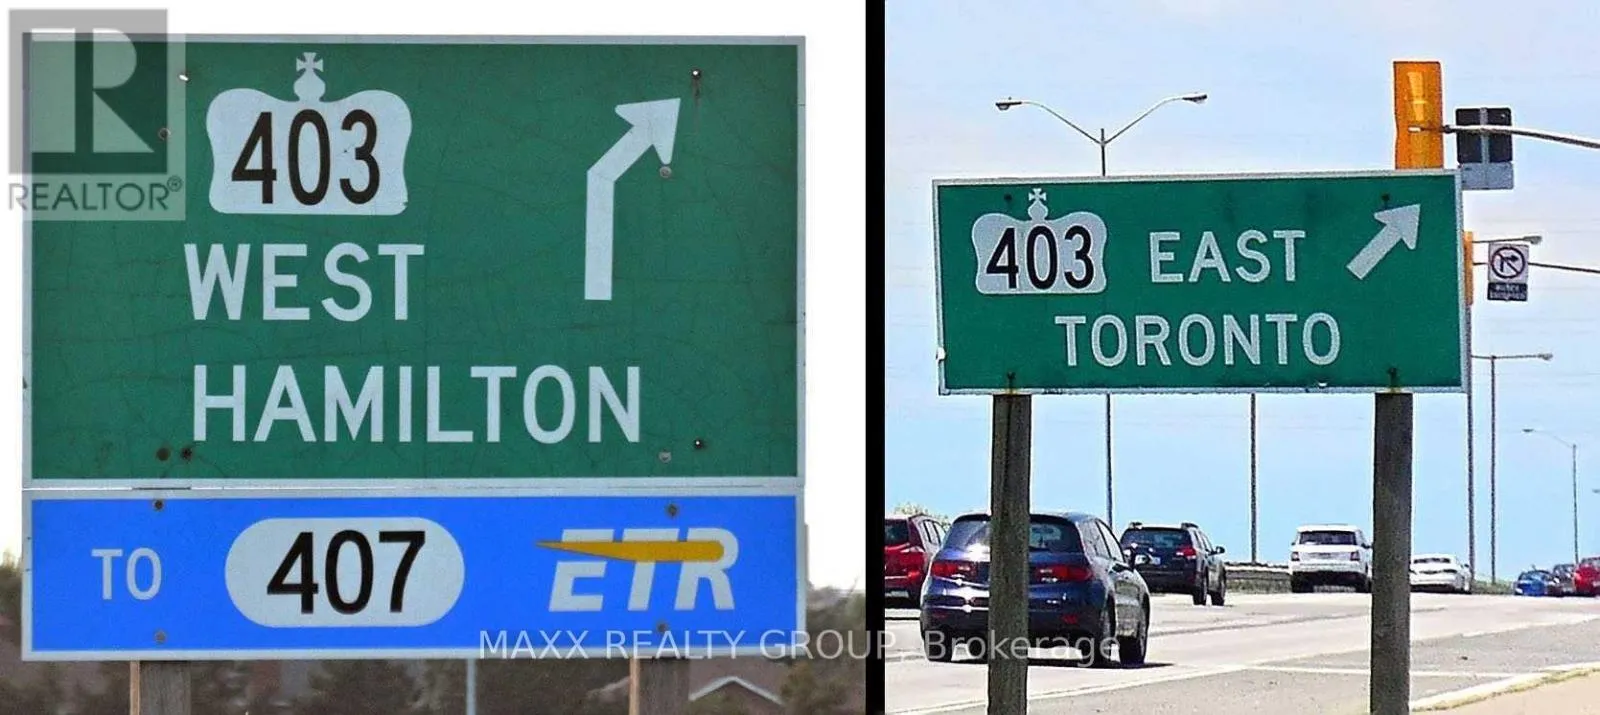 REALTOR®
403
WEST
HAMILTON
TO 407 ETR
403 EAST
TORONTO
MAXX REALTY GROUP, Brokerage